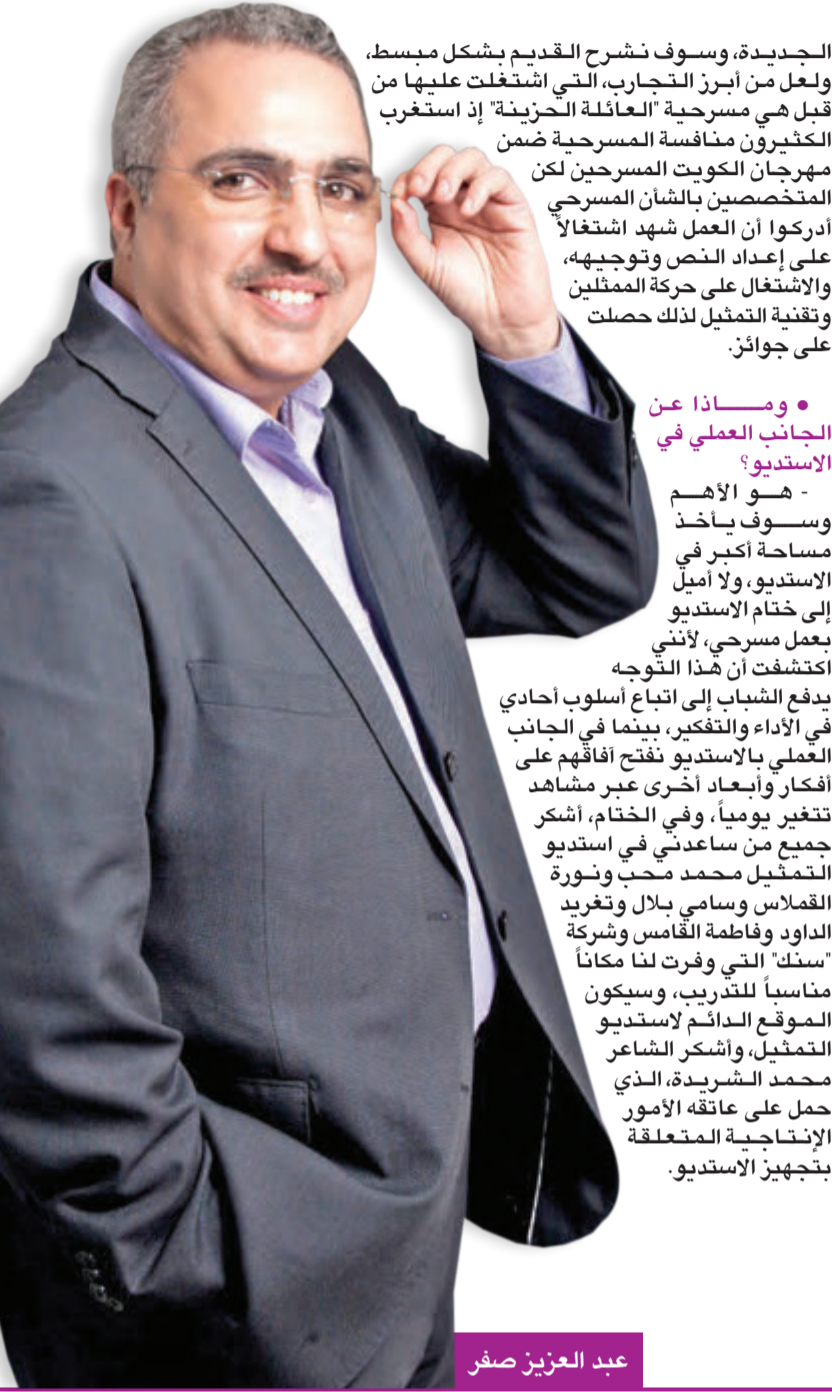 الجديدة، وسوف نشرح القديم بشكل مبسط،
ولعل من أبرز التجارب، التي اشتغلت عليها من
قبل هي مسرحية "العائلة الحزينة" إذ استغرب
الكثيرون منافسة المسرحية ضمن
مهرجان الكويت المسرحين لكن
المتخصصين بالشأن المسرحي
أدركوا أن العمل شهد اشتغالاً
على إعداد النص وتوجيهه،
والاشتغال على حركة الممثلين
وتقنية التمثيل لذلك حصلت
على جوائز.
• وماذا عن
الجانب العملي في
الاستديو؟
- هو الأهم
وسوف يأخذ
مساحة أكبر في
الاستديو، ولا أميل
إلى ختام الاستديو
بعمل مسرحي، لأنني
اكتشفت أن هذا التوجه
يدفع الشباب إلى اتباع أسلوب أحادي
في الأداء والتفكير، بينما في الجانب
العملي بالاستديو نفتح آفاقهم على
أفكار وأبعاد أخرى عبر مشاهد
تتغير يومياً، وفي الختام، أشكر
جميع من ساعدني في استديو
التمثيل محمد محب ونورة
القملاس وسامي بلال وتغريد
الداود وفاطمة القامس وشركة
"سنك" التي وفرت لنا مكاناً
مناسباً للتدريب، وسيكون
الموقع الدائم لاستديو
التمثيل، وأشكر الشاعر
محمد الشريدة، الذي
حمل على عاتقه الأمور
الإنتاجية المتعلقة
بتجهيز الاستديو.
عبد العزيز صفر